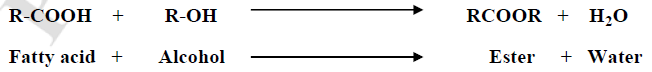 R-COOH + R-OH ⟶ RCOOR + H₂O
Fatty acid + Alcohol ⟶ Ester + Water